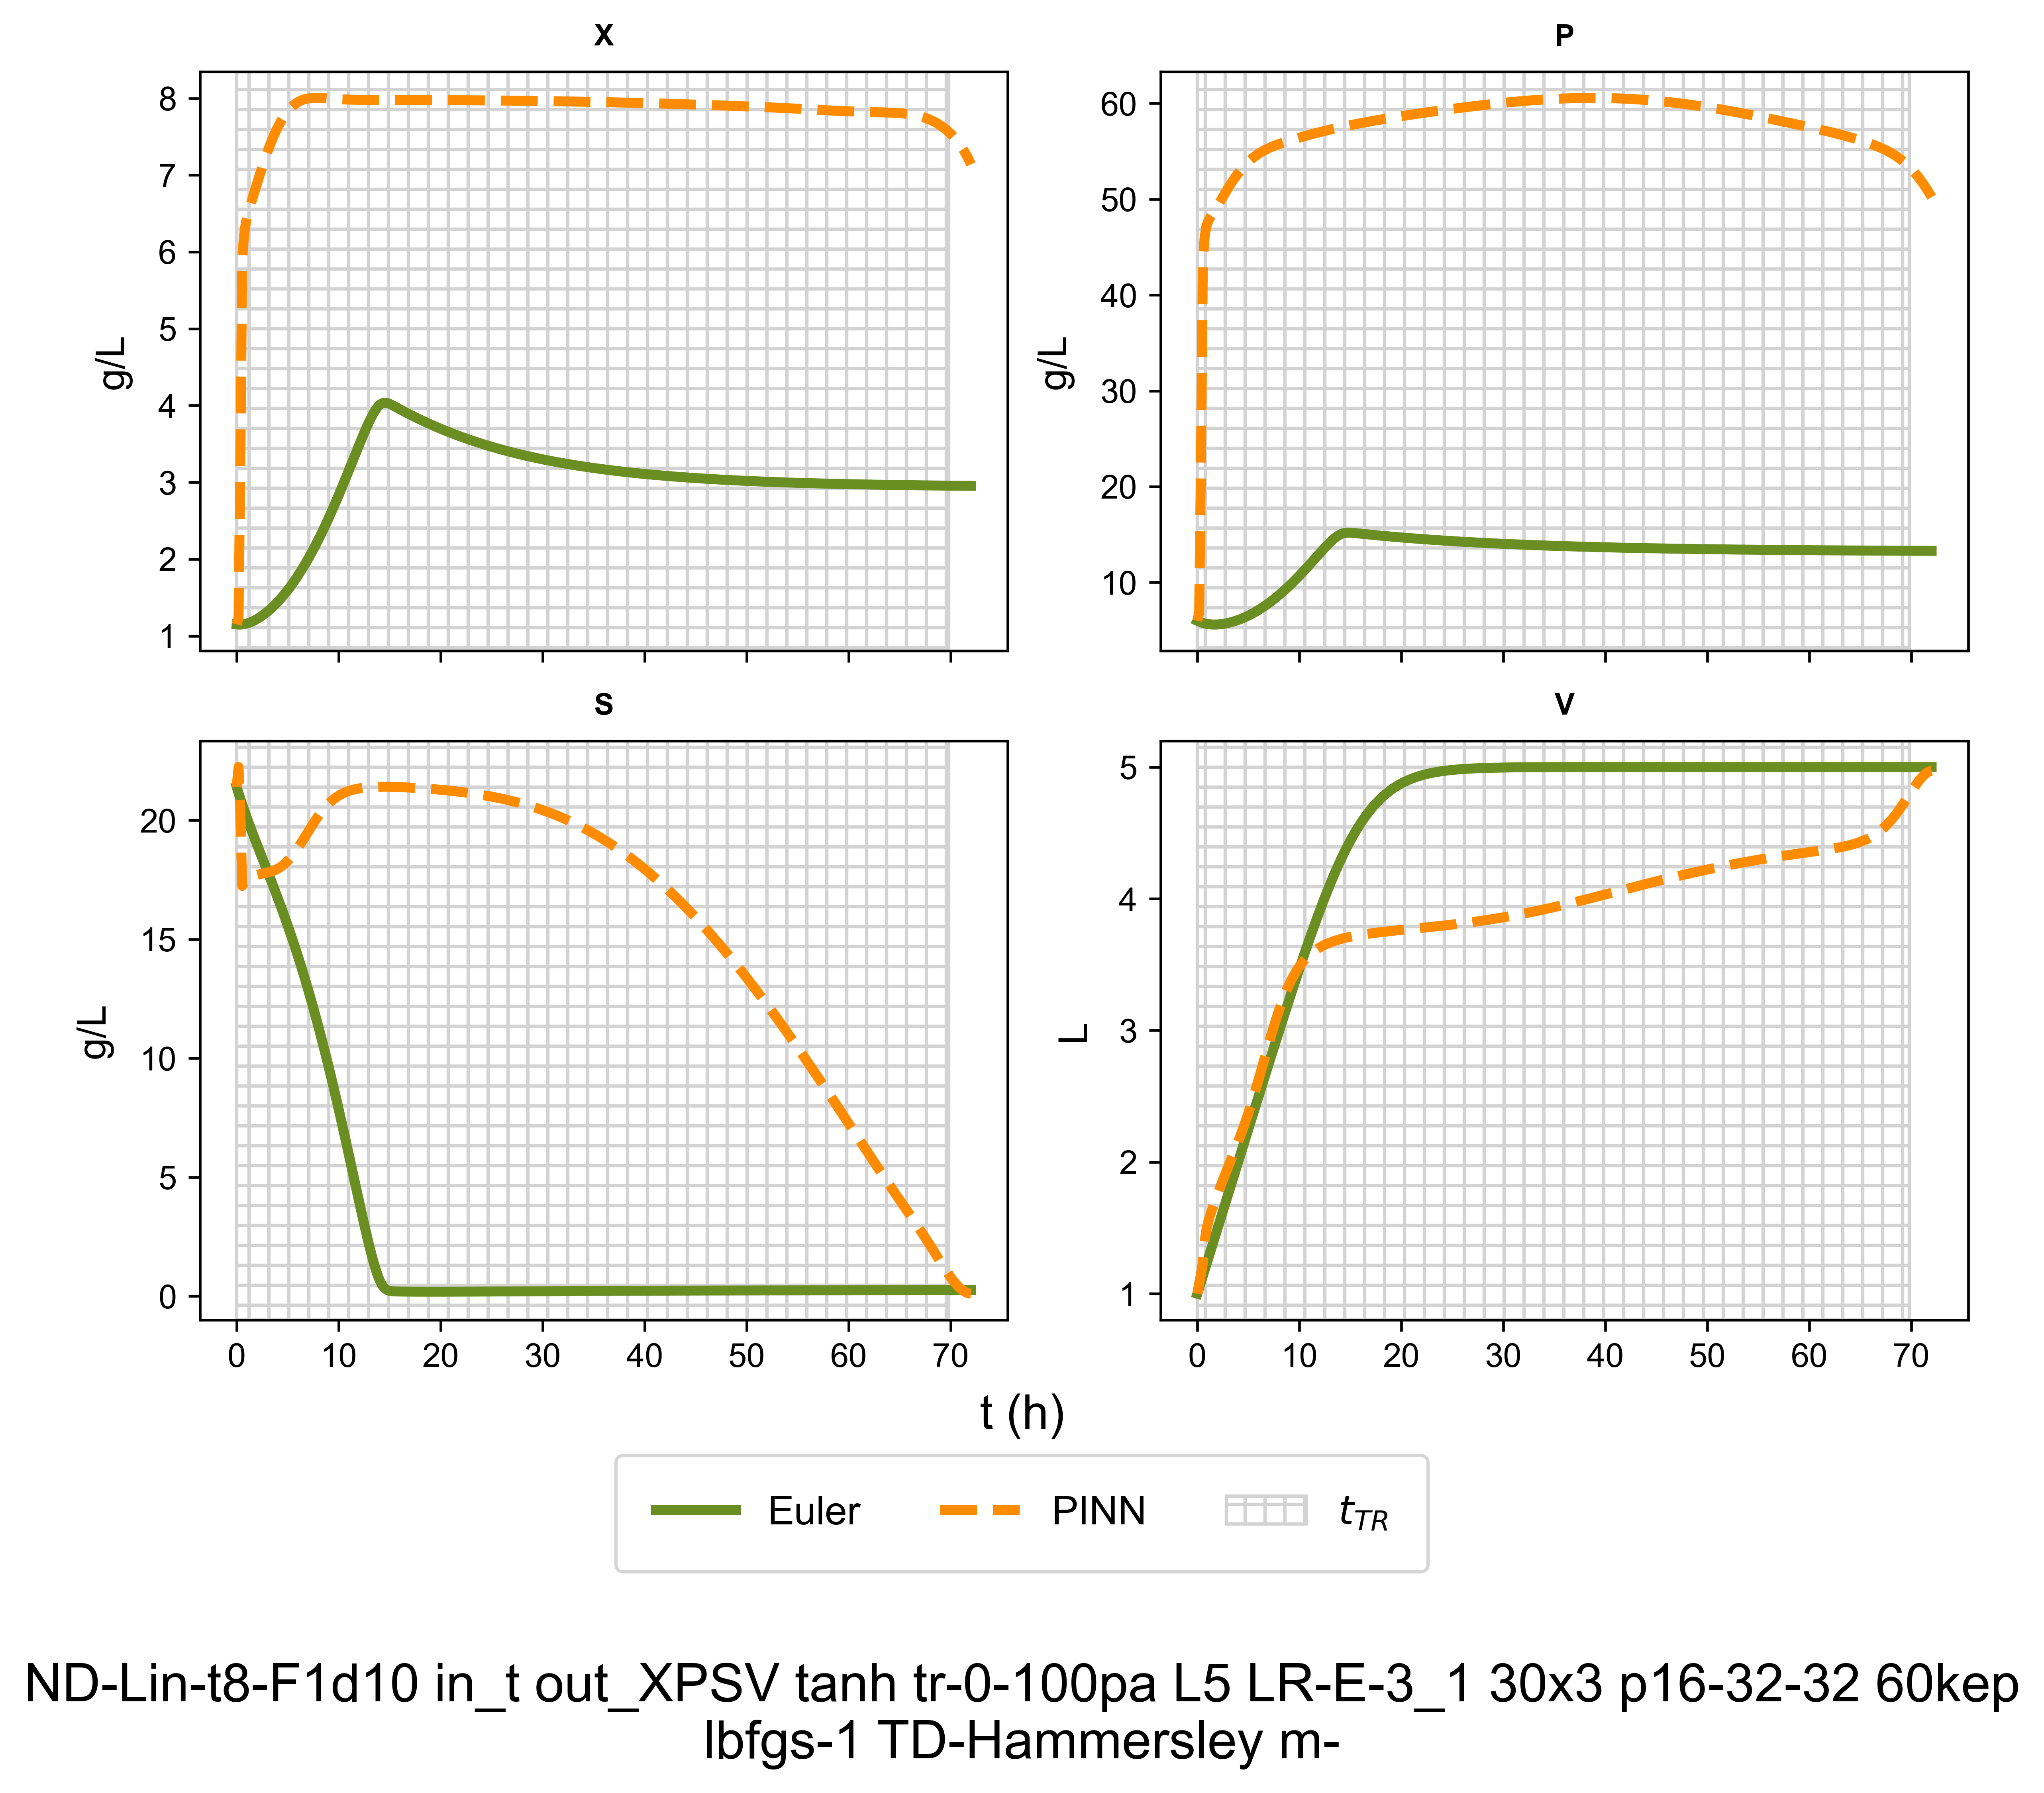 X
P
8
7
6
5
4
3
2
1
g/L
60
50
40
30
20
10
g/L
S
V
20
15
10
5
0
g/L
5
4
3
2
1
L
0 10 20 30 40 50 60 70
0 10 20 30 40 50 60 70
t (h)
Euler PINN t_TR
ND-Lin-t8-F1d10 in_t out_XPSV tanh tr-0-100pa L5 LR-E-3_1 30x3 p16-32-32 60kep
lbfgs-1 TD-Hammersley m-